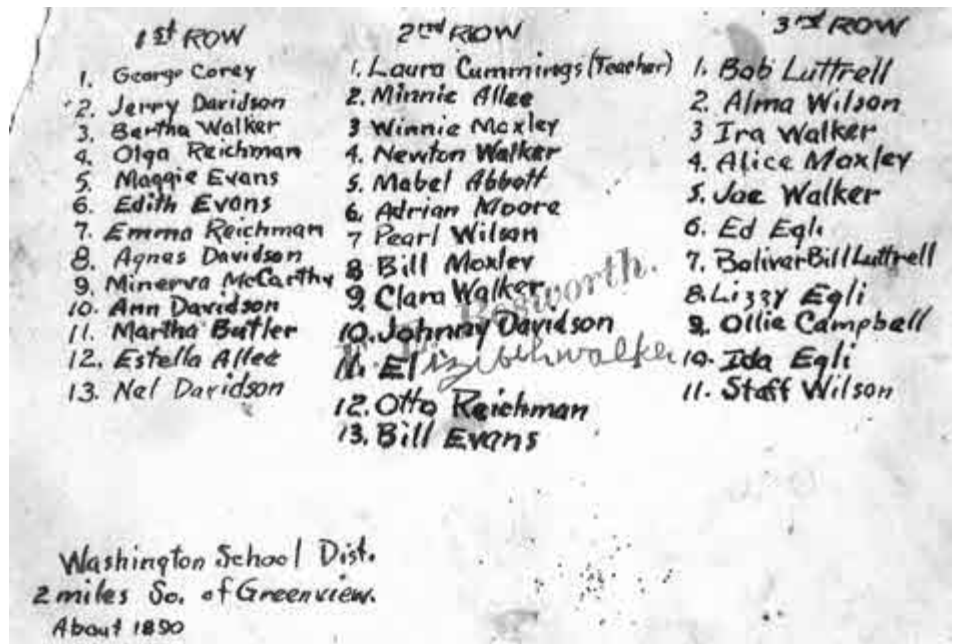 1st ROW
1. George Corey
2. Jerry Davidson
3. Bertha Walker
4. Olga Reichman
5. Maggie Evans
6. Edith Evans
7. Emma Reichman
8. Agnes Davidson
9. Minerva McCarthy
10. Ann Davidson
11. Martha Butler
12. Estella Allee
13. Nel Davidson
2nd ROW
1. Laura Cummings (Teacher)
2. Minnie Allee
3 Winnie Moxley
4. Newton Walker
5. Mabel Abbott
6. Adrian Moore
7 Pearl Wilson
8 Bill Moxley
9. Clara Walker
Bosworth.
10. Johnny Davidson
11. Elizibehwalker
12. Otto Reichman
13. Bill Evans
3rd ROW
1. Bob Luttrell
2. Alma Wilson
3 Ira Walker
4. Alice Moxley
5. Joe Walker
6. Ed Egli
7. Bolivar Bill Luttrell
8. Lizzy Egli
9. Ollie Campbell
10. Ida Egli
11. Staff Wilson
Washington School Dist.
2 miles So. of Greenview.
About 1890